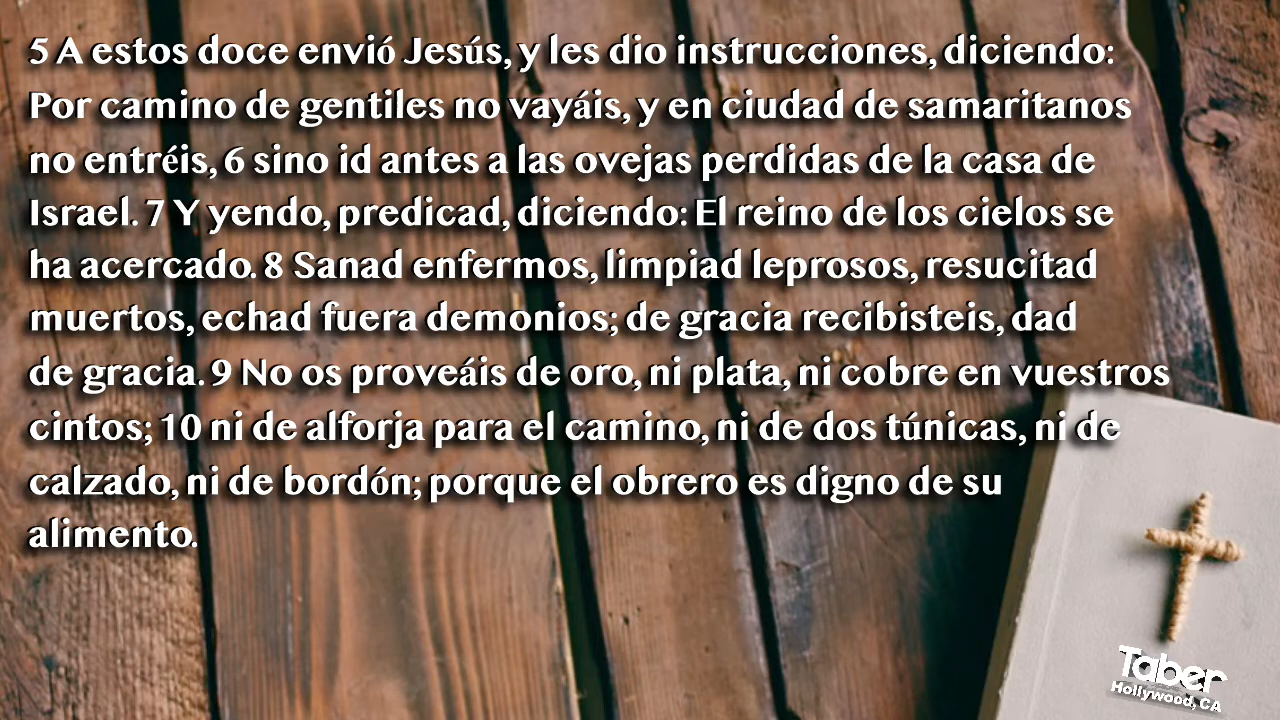 5 A estos doce envió Jesús, y les dio instrucciones, diciendo:
Por camino de gentiles no vayáis, y en ciudad de samaritanos
no entréis, 6 sino id antes a las ovejas perdidas de la casa de
Israel. 7 Y yendo, predicad, diciendo: El reino de los cielos se
ha acercado. 8 Sanad enfermos, limpiad leprosos, resucitad
muertos, echad fuera demonios; de gracia recibisteis, dad
de gracia. 9 No os proveáis de oro, ni plata, ni cobre en vuestros
cintos; 10 ni de alforja para el camino, ni de dos túnicas, ni de
calzado, ni de bordón; porque el obrero es digno de su
alimento.
Taber
Hollywood, CA